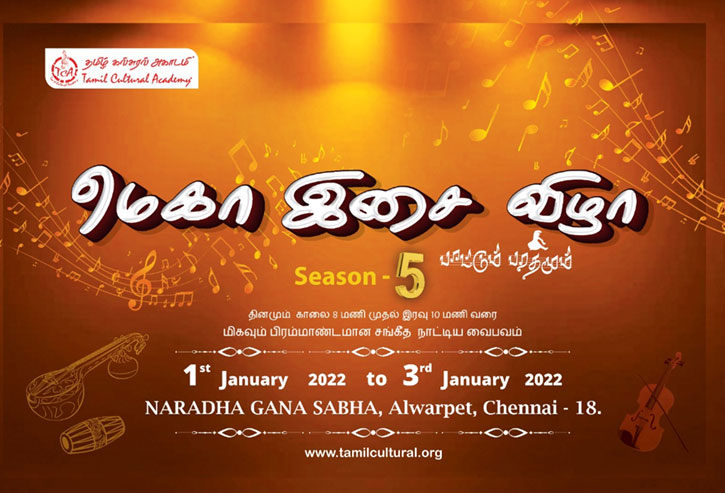 தமிழ் கல்சுரல் அகாடமி
Tamil Cultural Academy
மெகா இசை விழா
Season - 5 பாட்டும் பரதமும்
தினமும் காலை 8 மணி முதல் இரவு 10 மணி வரை
மிகவும் பிரம்மாண்டமான சங்கீத நாட்டிய வைபவம்
1st January 2022 to 3rd January 2022
NARADHA GANA SABHA, Alwarpet, Chennai - 18.
www.tamilcultural.org